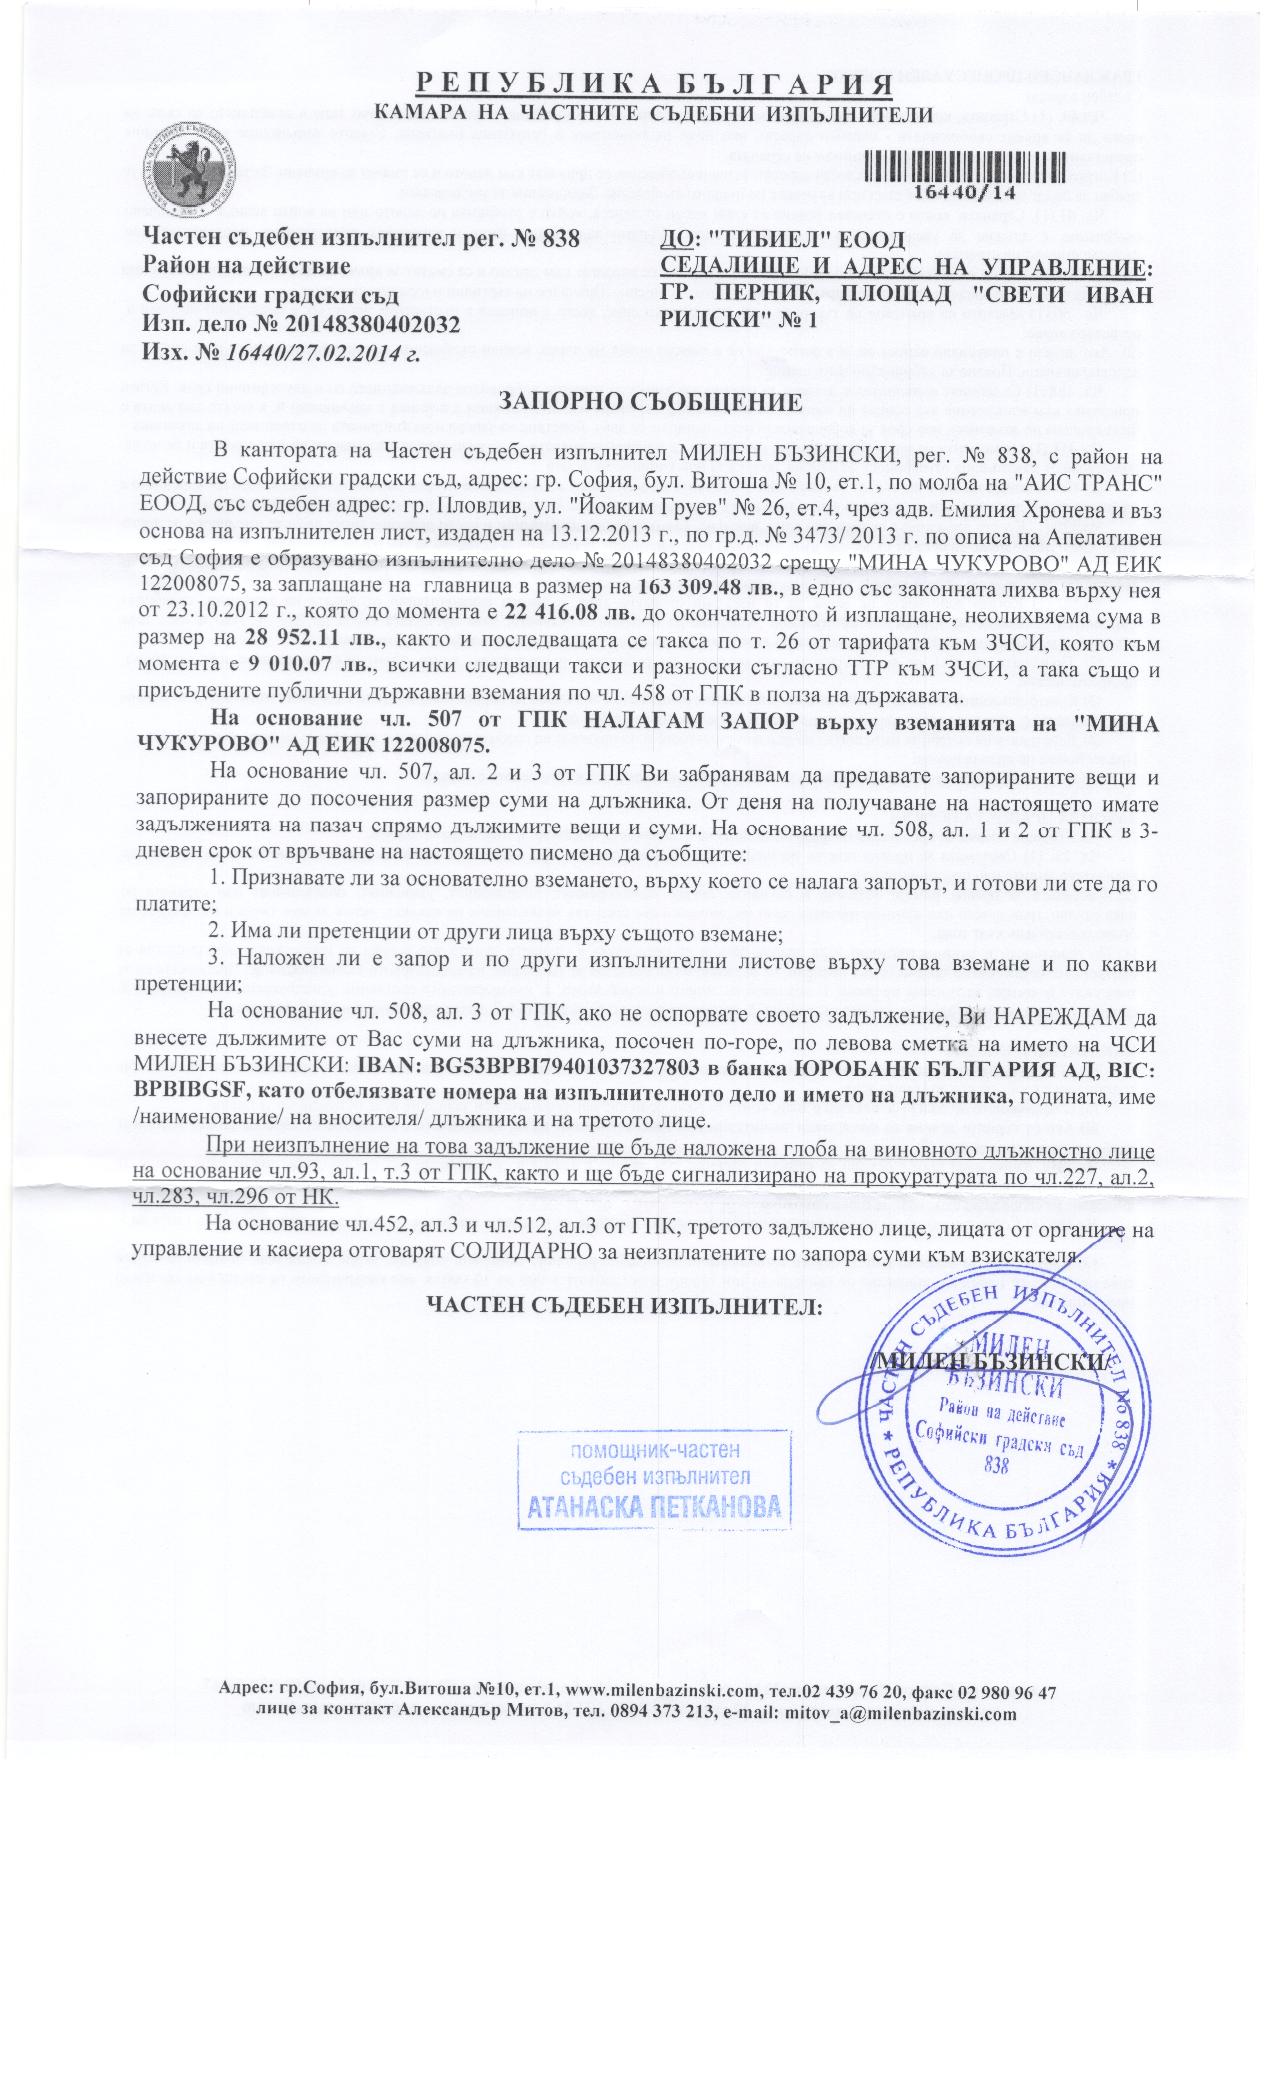 Р Е П У Б Л И К А Б Ъ Л Г А Р И Я
КАМАРА НА ЧАСТНИТЕ СЪДЕБНИ ИЗПЪЛНИТЕЛИ
16440/14
Частен съдебен изпълнител рег. № 838
Район на действие
Софийски градски съд
Изп. дело № 20148380402032
Изх. № 16440/27.02.2014 г.
ДО: "ТИБИЕЛ" ЕООД
СЕДАЛИЩЕ И АДРЕС НА УПРАВЛЕНИЕ:
ГР. ПЕРНИК, ПЛОЩАД "СВЕТИ ИВАН
РИЛСКИ" № 1
ЗАПОРНО СЪОБЩЕНИЕ
В кантората на Частен съдебен изпълнител МИЛЕН БЪЗИНСКИ, рег. № 838, с район на
действие Софийски градски съд, адрес: гр. София, бул. Витоша № 10, ет.1, по молба на "АИС ТРАНС"
ЕООД, със съдебен адрес: гр. Пловдив, ул. "Йоаким Груев" № 26, ет.4, чрез адв. Емилия Хронева и въз
основа на изпълнителен лист, издаден на 13.12.2013 г., по гр.д. № 3473/ 2013 г. по описа на Апелативен
съд София е образувано изпълнително дело № 20148380402032 срещу "МИНА ЧУКУРОВО" АД ЕИК
122008075, за заплащане на главница в размер на 163 309.48 лв., в едно със законната лихва върху нея
от 23.10.2012 г., която до момента е 22 416.08 лв. до окончателното й изплащане, неолихвяема сума в
размер на 28 952.11 лв., както и последващата се такса по т. 26 от тарифата към ЗЧСИ, която към
момента е 9 010.07 лв., всички следващи такси и разноски съгласно ТТР към ЗЧСИ, а така също и
присъдените публични държавни вземания по чл. 458 от ГПК в полза на държавата.
На основание чл. 507 от ГПК НАЛАГАМ ЗАПОР върху вземанията на "МИНА
ЧУКУРОВО" АД ЕИК 122008075.
На основание чл. 507, ал. 2 и 3 от ГПК Ви забранявам да предавате запорираните вещи и
запорираните до посочения размер суми на длъжника. От деня на получаване на настоящето имате
задълженията на пазач спрямо дължимите вещи и суми. На основание чл. 508, ал. 1 и 2 от ГПК в 3-
дневен срок от връчване на настоящето писмено да съобщите:
1. Признавате ли за основателно вземането, върху което се налага запорът, и готови ли сте да го
платите;
2. Има ли претенции от други лица върху същото вземане;
3. Наложен ли е запор и по други изпълнителни листове върху това вземане и по какви
претенции;
На основание чл. 508, ал. 3 от ГПК, ако не оспорвате своето задължение, Ви НАРЕЖДАМ да
внесете дължимите от Вас суми на длъжника, посочен по-горе, по левова сметка на името на ЧСИ
МИЛЕН БЪЗИНСКИ: IBAN: BG53BPBI79401037327803 в банка ЮРОБАНК БЪЛГАРИЯ АД, BIC:
BPBIBGSF, като отбелязвате номера на изпълнителното дело и името на длъжника, годината, име
/наименование/ на вносителя/ длъжника и на третото лице.
При неизпълнение на това задължение ще бъде наложена глоба на виновното длъжностно лице
на основание чл.93, ал.1, т.3 от ГПК, както и ще бъде сигнализирано на прокуратурата по чл.227, ал.2,
чл.283, чл.296 от НК.
На основание чл.452, ал.3 и чл.512, ал.3 от ГПК, третото задължено лице, лицата от органите на
управление и касиера отговарят СОЛИДАРНО за неизплатените по запора суми към взискателя.
ЧАСТЕН СЪДЕБЕН ИЗПЪЛНИТЕЛ:
/МИЛЕН БЪЗИНСКИ/
ЧАСТЕН СЪДЕБЕН ИЗПЪЛНИТЕЛ № 838 * РЕПУБЛИКА БЪЛГАРИЯ *
МИЛЕН
БЪЗИНСКИ
Район на действие
Софийски градски съд
838
помощник-частен
съдебен изпълнител
АТАНАСКА ПЕТКАНОВА
Адрес: гр.София, бул.Витоша №10, ет.1, www.milenbazinski.com, тел.02 439 76 20, факс 02 980 96 47
лице за контакт Александър Митов, тел. 0894 373 213, e-mail: mitov_a@milenbazinski.com